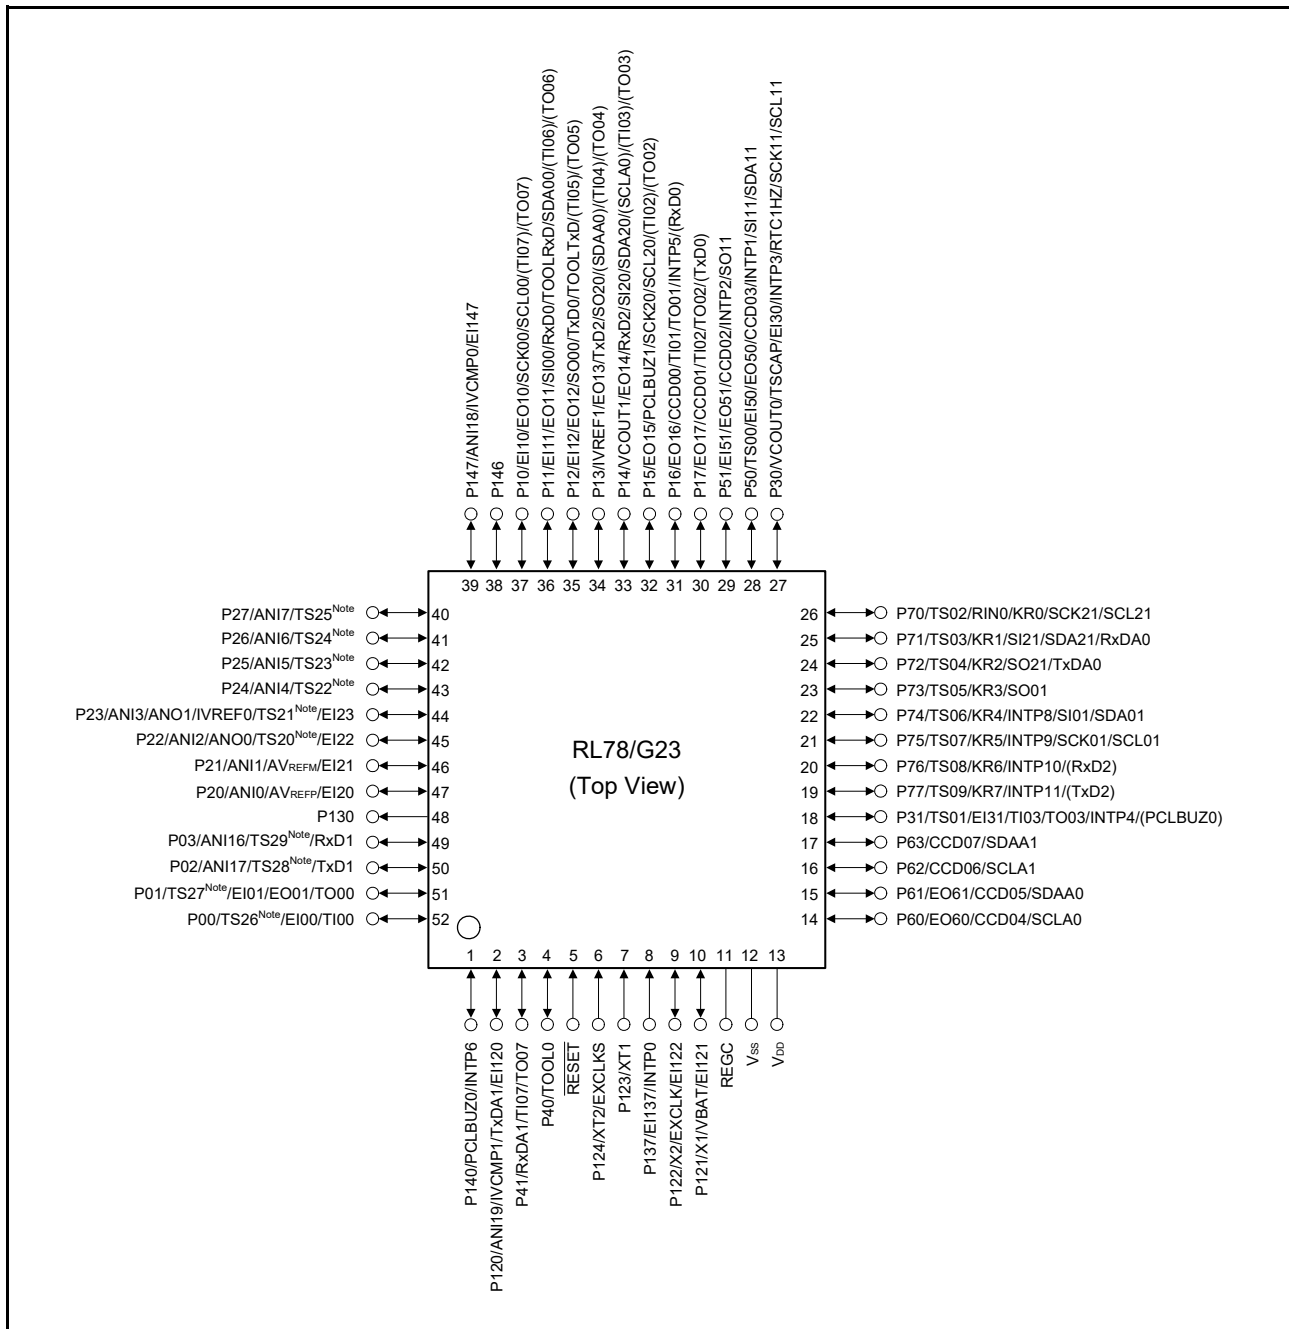 P147/ANI18/IVCMP0/EI147
P146
P10/EI10/EO10/SCK00/SCL00/(TI07)/(TO07)
P11/EI11/EO11/SI00/RxD0/TOOLRxD/SDA00/(TI06)/(TO06)
P12/EI12/EO12/SO00/TxD0/TOOLTxD/(TI05)/(TO05)
P13/IVREF1/EO13/TxD2/SO20/(SDAA0)/(TI04)/(TO04)
P14/VCOUT1/EO14/RxD2/SI20/SDA20/(SCLA0)/(TI03)/(TO03)
P15/EO15/PCLBUZ1/SCK20/SCL20/(TI02)/(TO02)
P16/EO16/CCD00/TI01/TO01/INTP5/(RxD0)
P17/EO17/CCD01/TI02/TO02/(TxD0)
P51/EI51/EO51/CCD02/INTP2/SO11
P50/TS00/EI50/EO50/CCD03/INTP1/SI11/SDA11
P30/VCOUT0/TSCAP/EI30/INTP3/RTC1HZ/SCK11/SCL11
39 38 37 36 35 34 33 32 31 30 29 28 27
P27/ANI7/TS25Note 40
P26/ANI6/TS24Note 41
P25/ANI5/TS23Note 42
P24/ANI4/TS22Note 43
P23/ANI3/ANO1/IVREF0/TS21Note/EI23 44
P22/ANI2/ANO0/TS20Note/EI22 45
P21/ANI1/AVREFM/EI21 46
P20/ANI0/AVREFP/EI20 47
P130 48
P03/ANI16/TS29Note/RxD1 49
P02/ANI17/TS28Note/TxD1 50
P01/TS27Note/EI01/EO01/TO00 51
P00/TS26Note/EI00/TI00 52
RL78/G23
(Top View)
26 P70/TS02/RIN0/KR0/SCK21/SCL21
25 P71/TS03/KR1/SI21/SDA21/RxDA0
24 P72/TS04/KR2/SO21/TxDA0
23 P73/TS05/KR3/SO01
22 P74/TS06/KR4/INTP8/SI01/SDA01
21 P75/TS07/KR5/INTP9/SCK01/SCL01
20 P76/TS08/KR6/INTP10/(RxD2)
19 P77/TS09/KR7/INTP11/(TxD2)
18 P31/TS01/EI31/TI03/TO03/INTP4/(PCLBUZ0)
17 P63/CCD07/SDAA1
16 P62/CCD06/SCLA1
15 P61/EO61/CCD05/SDAA0
14 P60/EO60/CCD04/SCLA0
1 2 3 4 5 6 7 8 9 10 11 12 13
P140/PCLBUZ0/INTP6
P120/ANI19/IVCMP1/TxDA1/EI120
P41/RxDA1/TI07/TO07
P40/TOOL0
RESET
P124/XT2/EXCLKS
P123/XT1
P137/EI137/INTP0
P122/X2/EXCLK/EI122
P121/X1/VBAT/EI121
REGC
VSS
VDD